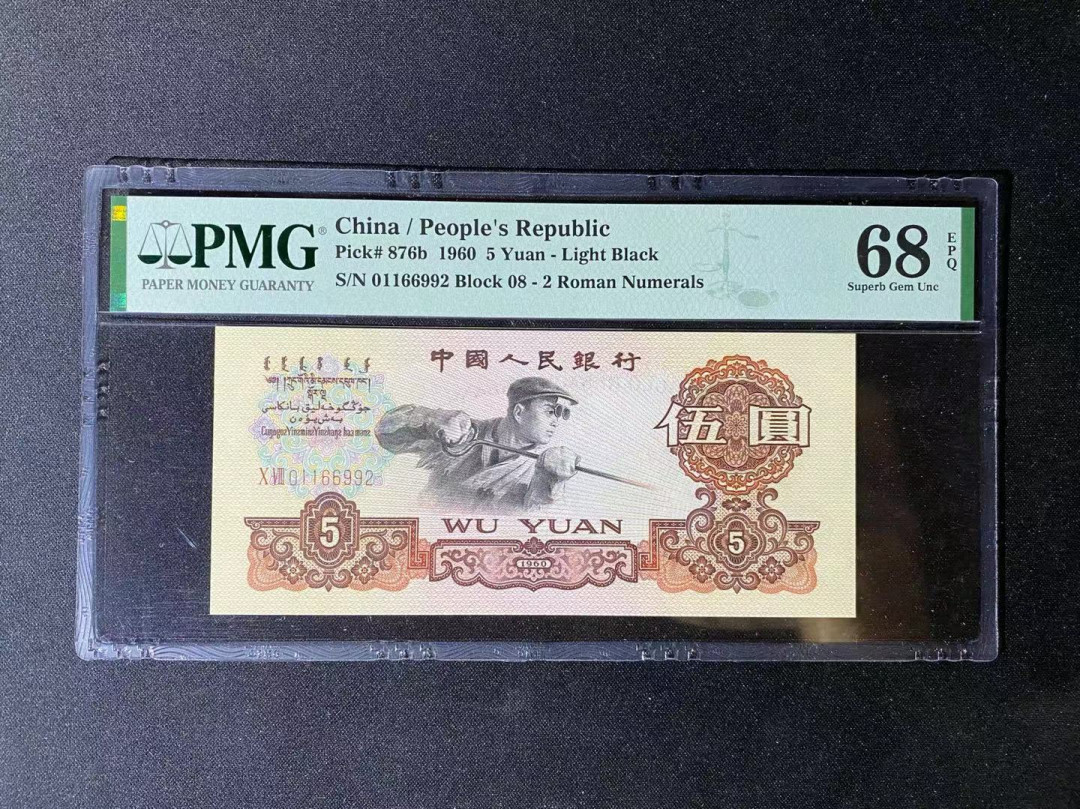 PMG®
PAPER MONEY GUARANTY
China / People's Republic
Pick# 876b 1960 5 Yuan - Light Black
S/N 01166992 Block 08 - 2 Roman Numerals
68
EPQ
Superb Gem Unc
中國人民銀行
伍圓
X VIII 01166992
5
WU YUAN
1960
5